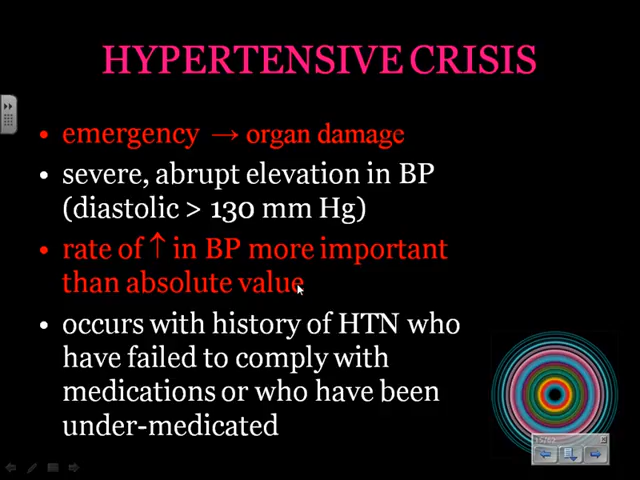 HYPERTENSIVE CRISIS
• emergency → organ damage
• severe, abrupt elevation in BP
(diastolic > 130 mm Hg)
• rate of ↑ in BP more important
than absolute value
• occurs with history of HTN who
have failed to comply with
medications or who have been
under-medicated
15/62